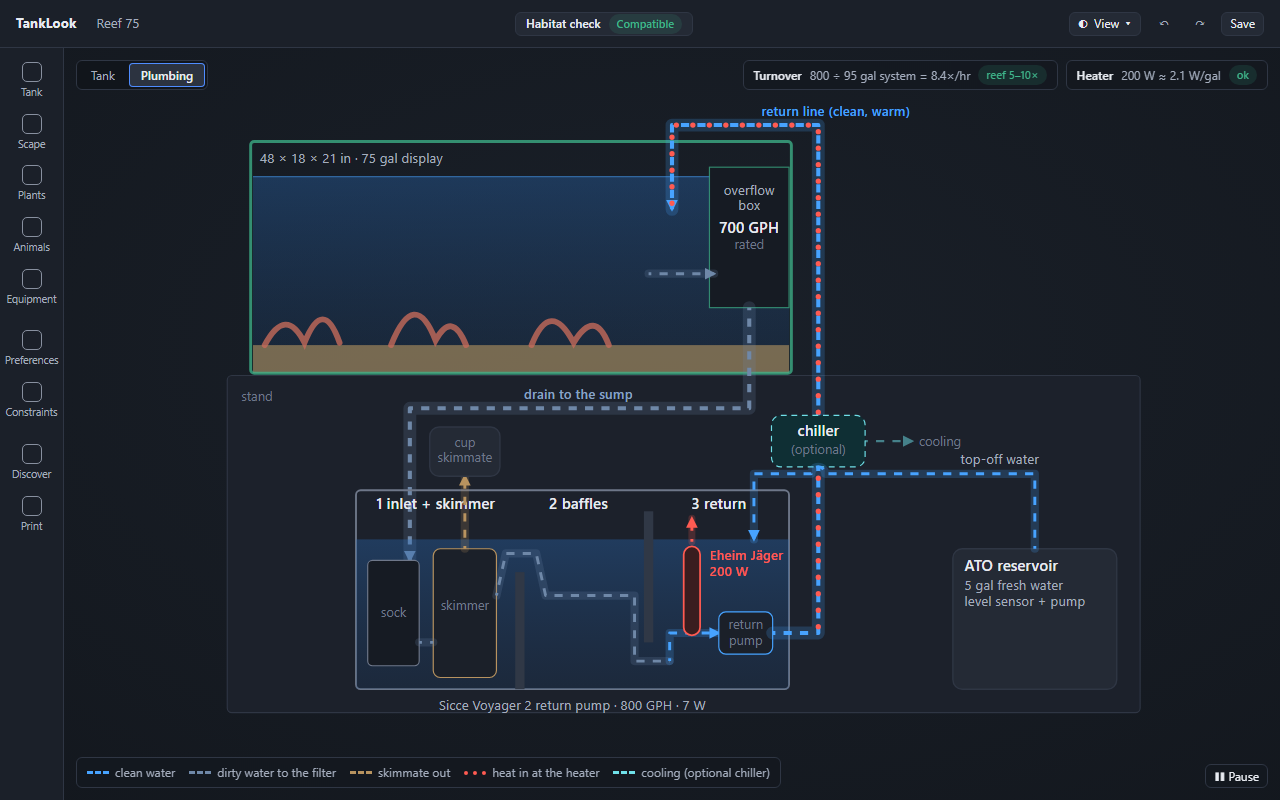 TankLook
Reef 75
Habitat check
Compatible
View
Save
Tank
Scape
Plants
Animals
Equipment
Preferences
Constraints
Discover
Print
Tank
Plumbing
Turnover 800 ÷ 95 gal system = 8.4×/hr reef 5–10×
Heater 200 W ≈ 2.1 W/gal ok
return line (clean, warm)
48 × 18 × 21 in · 75 gal display
overflow
box
700 GPH
rated
stand
drain to the sump
cup
skimmate
chiller
(optional)
cooling
top-off water
1 inlet + skimmer
2 baffles
3 return
Eheim Jäger
200 W
sock
skimmer
return
pump
ATO reservoir
5 gal fresh water
level sensor + pump
Sicce Voyager 2 return pump · 800 GPH · 7 W
clean water
dirty water to the filter
skimmate out
heat in at the heater
cooling (optional chiller)
Pause